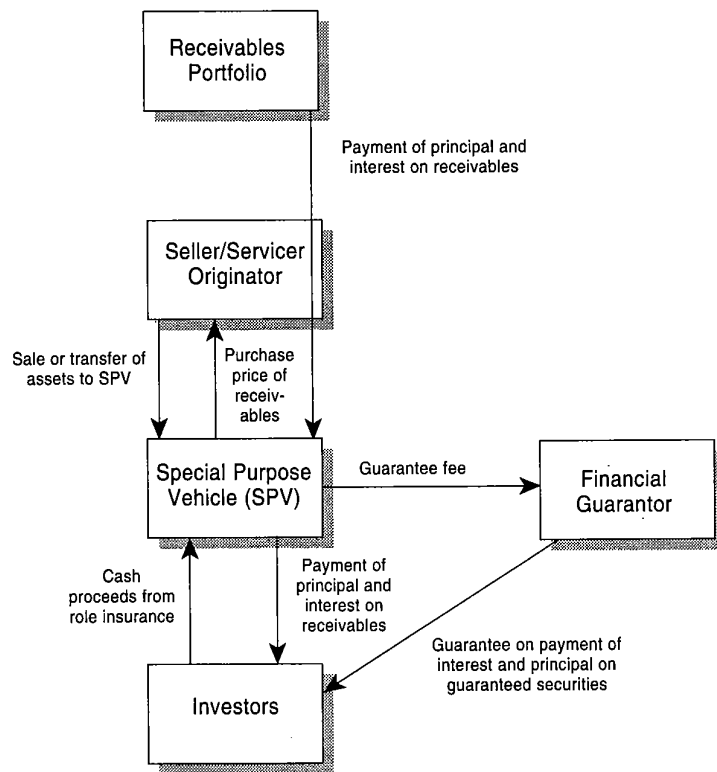 Receivables
Portfolio
Payment of principal and
interest on receivables
Seller/Servicer
Originator
Sale or transfer of
assets to SPV
Purchase
price of
receiv-
ables
Special Purpose
Vehicle (SPV)
Guarantee fee
Financial
Guarantor
Cash
proceeds from
role insurance
Payment of
principal and
interest on
receivables
Guarantee on payment of
interest and principal on
guaranteed securities
Investors